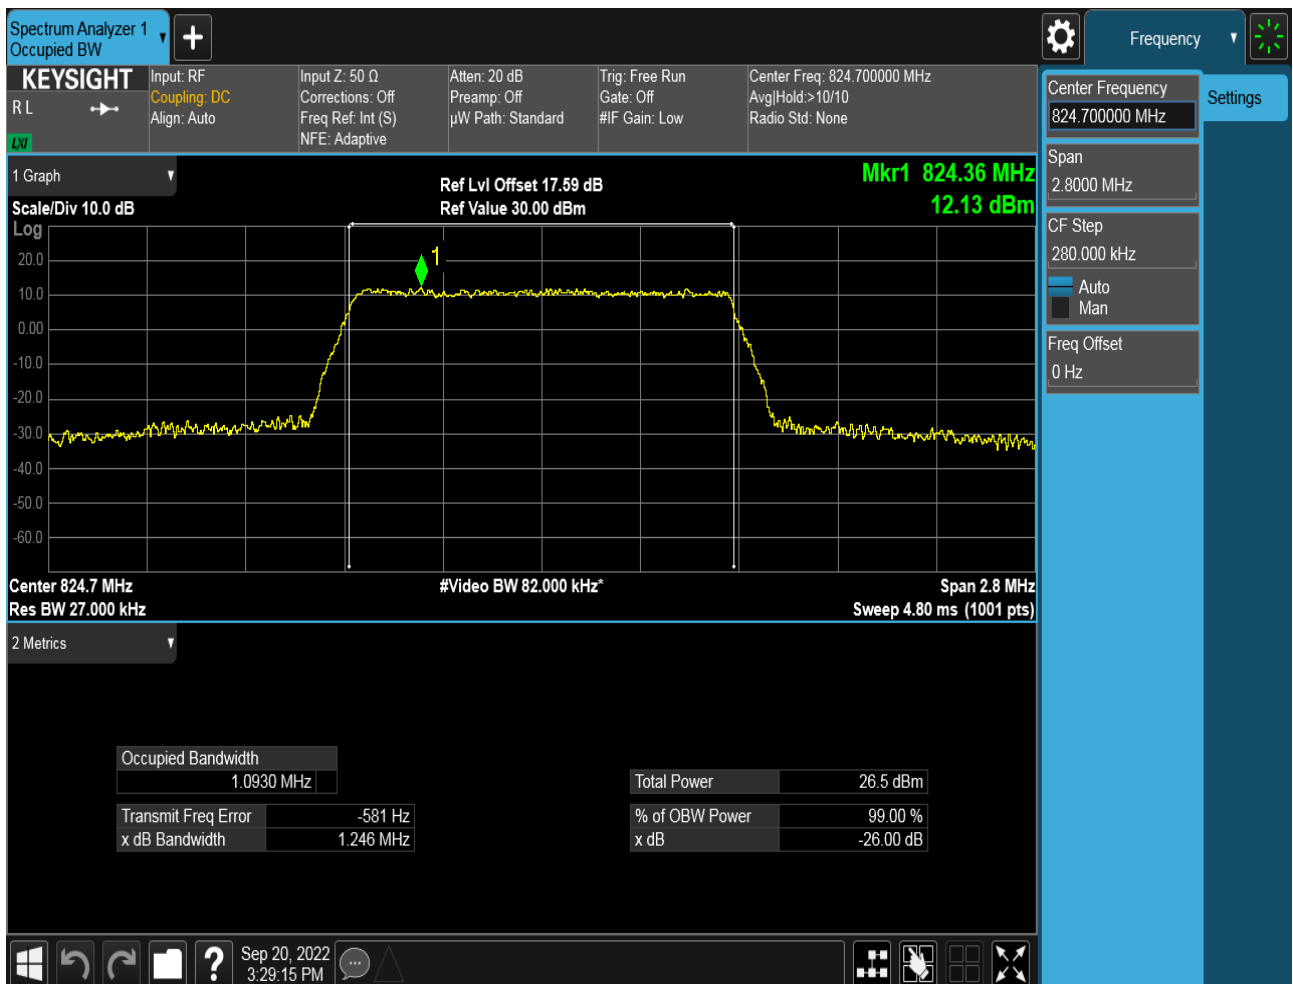 Spectrum Analyzer 1
Occupied BW
Frequency
KEYSIGHT
R L
LXI
Input: RF
Coupling: DC
Align: Auto
Input Z: 50 Ω
Corrections: Off
Freq Ref: Int (S)
NFE: Adaptive
Atten: 20 dB
Preamp: Off
µW Path: Standard
Trig: Free Run
Gate: Off
#IF Gain: Low
Center Freq: 824.700000 MHz
Avg|Hold:>10/10
Radio Std: None
Center Frequency
824.700000 MHz
Settings
Span
2.8000 MHz
CF Step
280.000 kHz
Auto
Man
Freq Offset
0 Hz
1 Graph
Scale/Div 10.0 dB
Ref Lvl Offset 17.59 dB
Ref Value 30.00 dBm
Mkr1 824.36 MHz
12.13 dBm
Log
1
20.0
10.0
0.00
-10.0
-20.0
-30.0
-40.0
-50.0
-60.0
Center 824.7 MHz
#Video BW 82.000 kHz*
Span 2.8 MHz
Res BW 27.000 kHz
Sweep 4.80 ms (1001 pts)
2 Metrics
Occupied Bandwidth
1.0930 MHz
Total Power 26.5 dBm
Transmit Freq Error -581 Hz
% of OBW Power 99.00 %
x dB Bandwidth 1.246 MHz
x dB -26.00 dB
?
Sep 20, 2022
3:29:15 PM